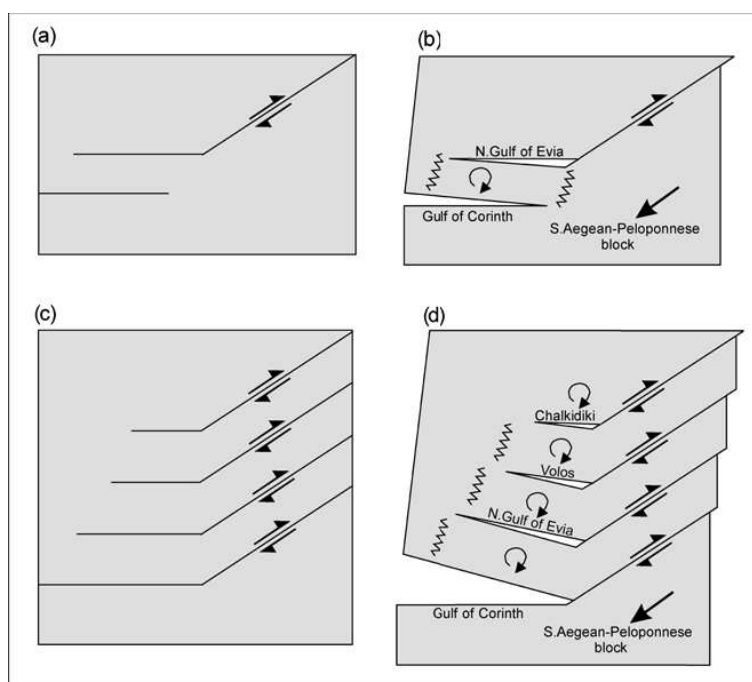 (a)
(b)
N.Gulf of Evia
Gulf of Corinth
S.Aegean-Peloponnese
block
(c)
(d)
Chalkidiki
Volos
N.Gulf of Evia
Gulf of Corinth
S.Aegean-Peloponnese
block